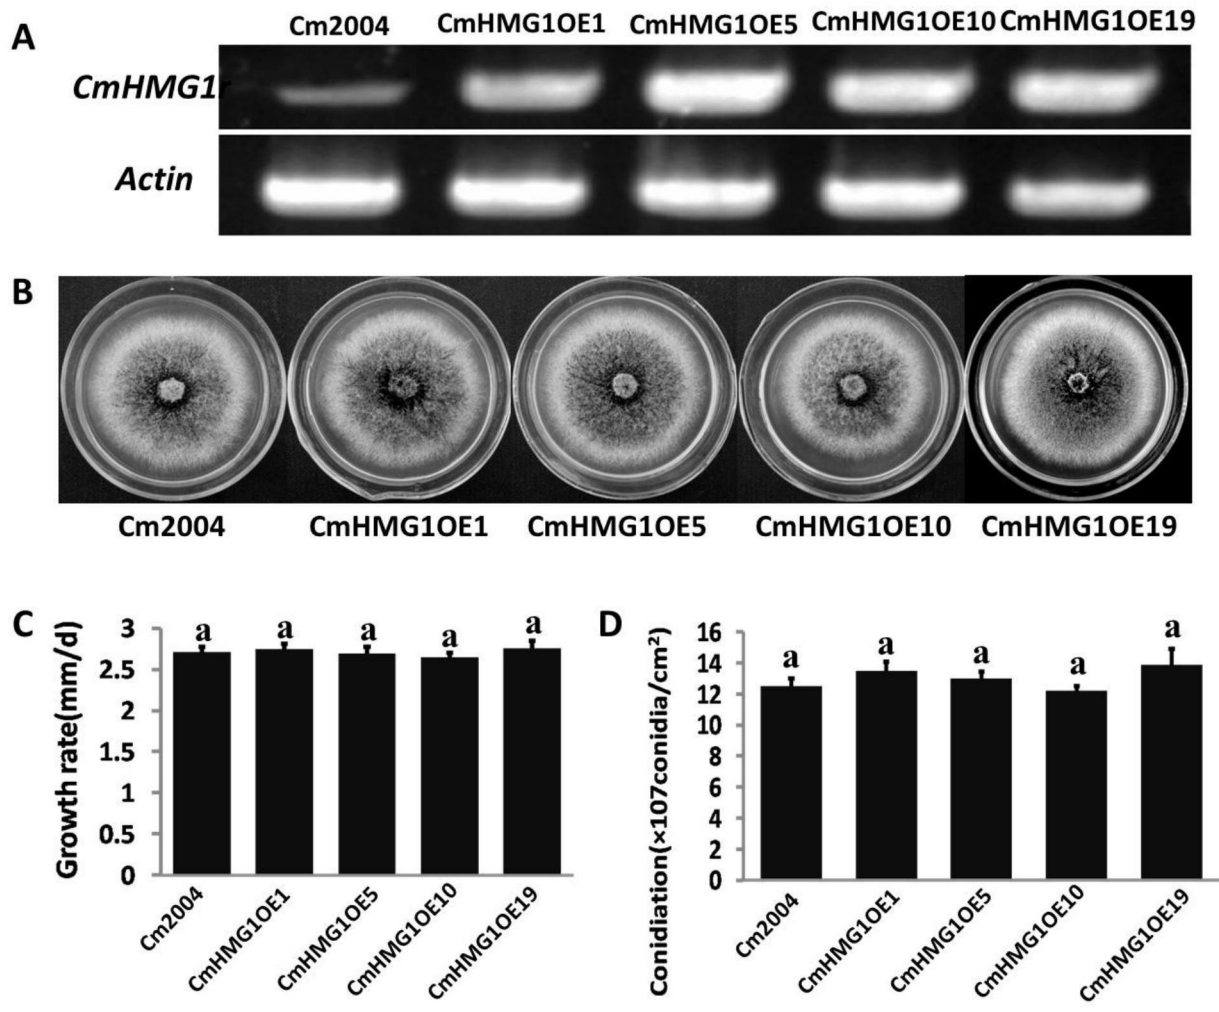 A
Cm2004 CmHMG1OE1 CmHMG1OE5 CmHMG1OE10 CmHMG1OE19
CmHMG1r
Actin
B
Cm2004 CmHMG1OE1 CmHMG1OE5 CmHMG1OE10 CmHMG1OE19
C
Growth rate(mm/d)
3
2.5
2
1.5
1
0.5
0
a a a a a
Cm2004 CmHMG1OE1 CmHMG1OE5 CmHMG1OE10 CmHMG1OE19
D
Conidiation(×107conidia/cm²)
16
14
12
10
8
6
4
2
0
a a a a a
Cm2004 CmHMG1OE1 CmHMG1OE5 CmHMG1OE10 CmHMG1OE19